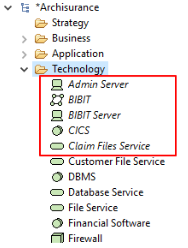 *Archisurance
Strategy
Business
Application
Technology
Admin Server
BIBIT
BIBIT Server
CICS
Claim Files Service
Customer File Service
DBMS
Database Service
File Service
Financial Software
Firewall